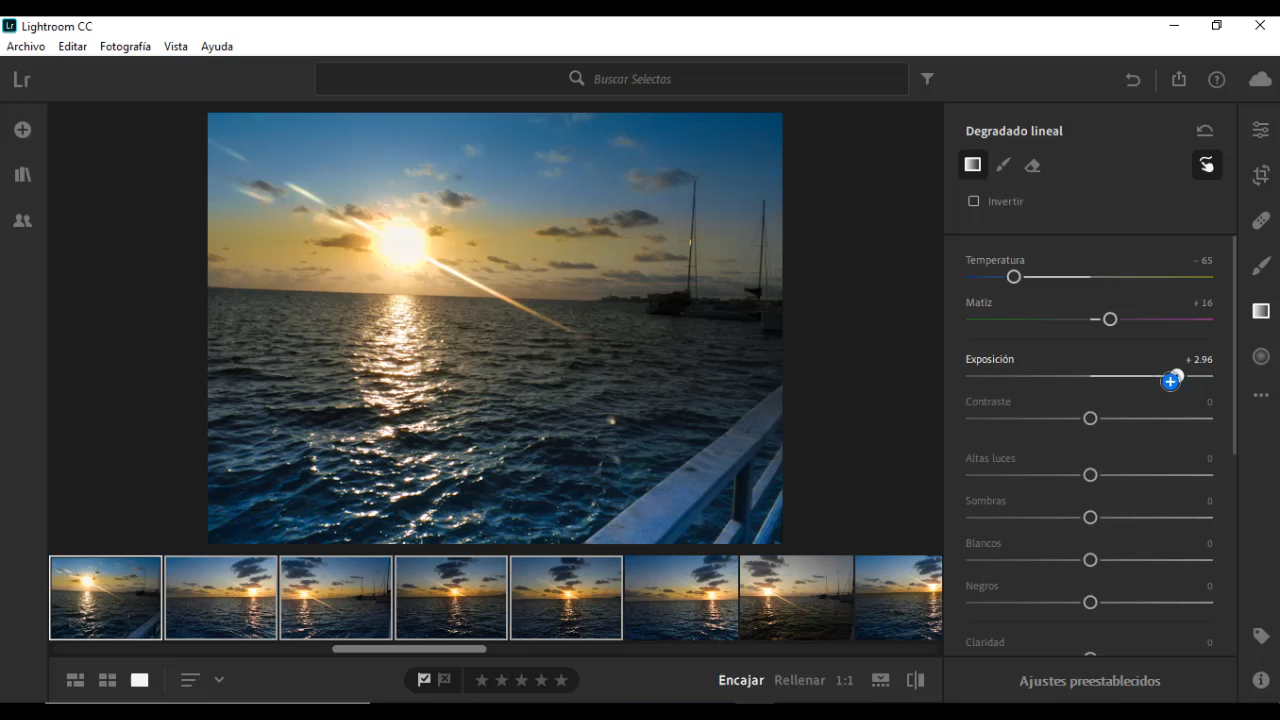 Lr Lightroom CC
Archivo Editar Fotografía Vista Ayuda
Lr
Buscar Selectas
Degradado lineal
Invertir
Temperatura − 65
Matiz + 16
Exposición + 2.96
Contraste 0
Altas luces 0
Sombras 0
Blancos 0
Negros 0
Claridad 0
Encajar Rellenar 1:1
Ajustes preestablecidos